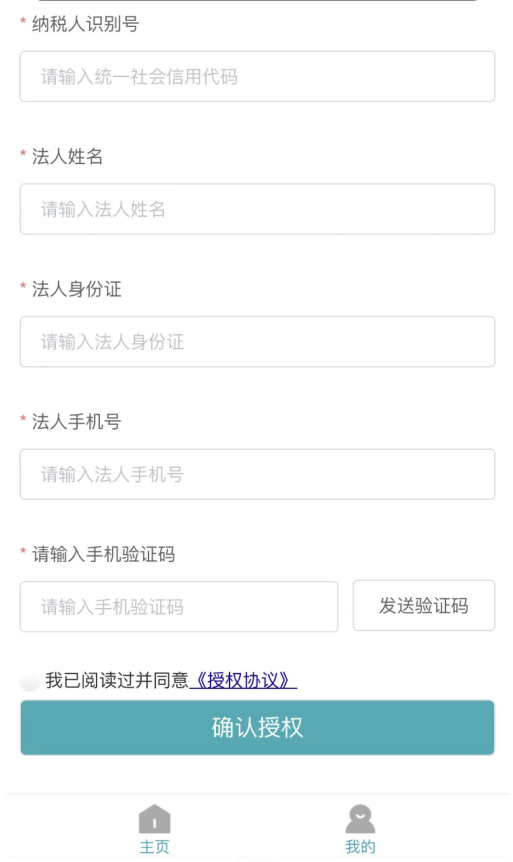 * 纳税人识别号
请输入统一社会信用代码
* 法人姓名
请输入法人姓名
* 法人身份证
请输入法人身份证
* 法人手机号
请输入法人手机号
* 请输入手机验证码
请输入手机验证码 发送验证码
我已阅读过并同意《授权协议》
确认授权
主页 我的